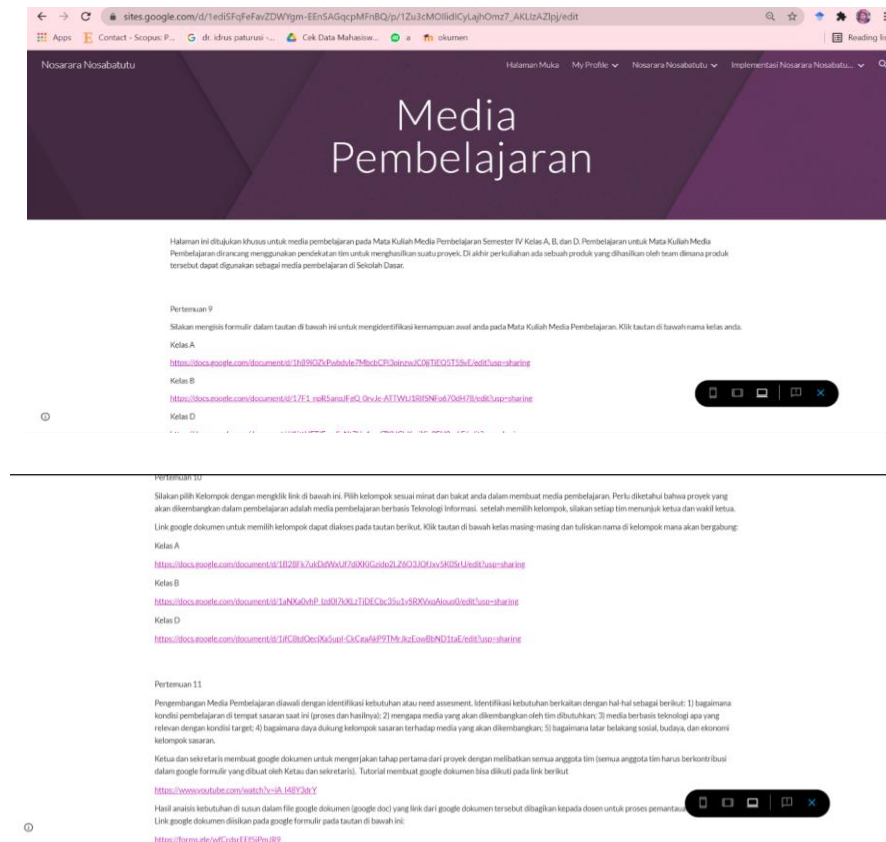 sites.google.com/d/1ediSFqFeFavZDWYgm-EEnSAGqcpMFnBQ/p/1Zu3cMOIlidlCyLajhOmz7_AKLIzAZlpj/edit
Apps Contact - Scopus: P... dr. idrus paturusi -... Cek Data Mahasisw... a okumen Reading lis
Nosarara Nosabatutu Halaman Muka My Profile Nosarara Nosabatutu Implementasi Nosarara Nosabatu...
Media
Pembelajaran
Halaman ini ditujukan khusus untuk media pembelajaran pada Mata Kuliah Media Pembelajaran Semester IV Kelas A, B, dan D. Pembelajaran untuk Mata Kuliah Media
Pembelajaran dirancang menggunakan pendekatan tim untuk menghasilkan suatu proyek. Di akhir perkuliahan ada sebuah produk yang dihasilkan oleh team dimana produk
tersebut dapat digunakan sebagai media pembelajaran di Sekolah Dasar.
Pertemuan 9
Silakan mengisis formulir dalam tautan di bawah ini untuk mengidentifikasi kemampuan awal anda pada Mata Kuliah Media Pembelajaran. Klik tautan di bawah nama kelas anda.
Kelas A
Kelas B
Kelas D
Pertemuan 10
Silakan pilih Kelompok dengan mengklik link di bawah ini. Pilih kelompok sesuai minat dan bakat anda dalam membuat media pembelajaran. Perlu diketahui bahwa proyek yang
akan dikembangkan dalam pembelajaran adalah media pembelajaran berbasis Teknologi Informasi. setelah memilih kelompok, silakan setiap tim menunjuk ketua dan wakil ketua.
Link google dokumen untuk memilih kelompok dapat diakses pada tautan berikut. Klik tautan di bawah kelas masing-masing dan tuliskan nama di kelompok mana akan bergabung:
Kelas A
Kelas B
Kelas D
Pertemuan 11
Pengembangan Media Pembelajaran diawali dengan identifikasi kebutuhan atau need assesment. Identifikasi kebutuhan berkaitan dengan hal-hal sebagai berikut: 1) bagaimana
kondisi pembelajaran di tempat sasaran saat ini (proses dan hasilnya); 2) mengapa media yang akan dikembangkan oleh tim dibutuhkan; 3) media berbasis teknologi apa yang
relevan dengan kondisi target; 4) bagaimana daya dukung kelompok sasaran terhadap media yang akan dikembangkan; 5) bagaimana latar belakang sosial, budaya, dan ekonomi
kelompok sasaran.
Ketua dan sekretaris membuat google dokumen untuk mengerjakan tahap pertama dari proyek dengan melibatkan semua anggota tim (semua anggota tim harus berkontribusi
dalam google formulir yang dibuat oleh Ketau dan sekretaris). Tutorial membuat google dokumen bisa diikuti pada link berikut
https://www.youtube.com/watch?v=iA_I48Y3drY
Hasil anaisis kebutuhan di susun dalam file google dokumen (google doc) yang link dari google dokumen tersebut dibagikan kepada dosen untuk proses pemantaua
Link google dokumen diisikan pada google formulir pada tautan di bawah ini:
https://forms.gle/wfCrdsrEEfSiPmJR9